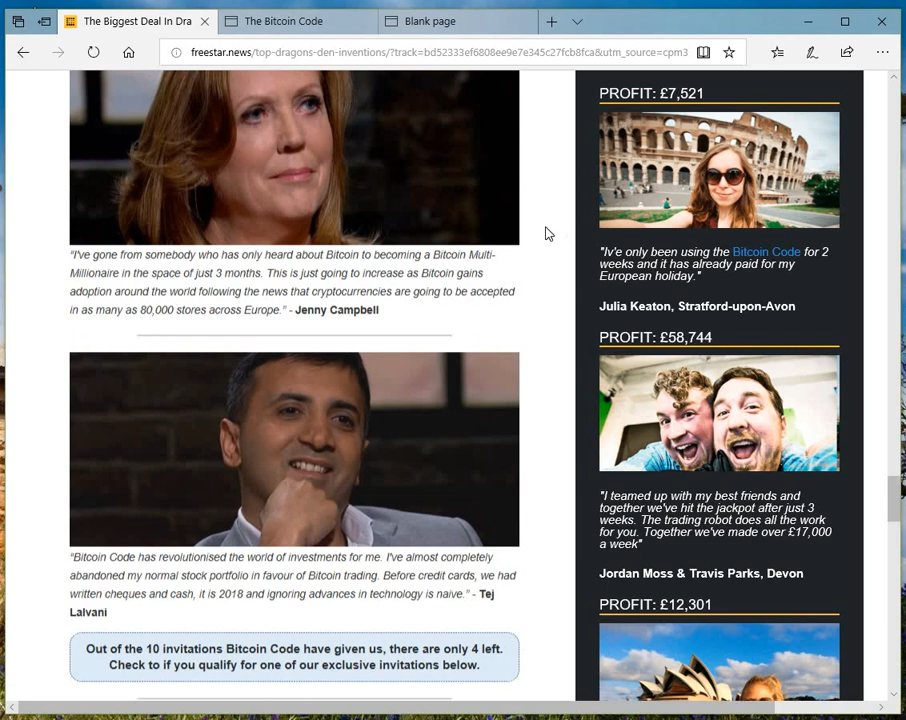 The Biggest Deal In Dra
The Bitcoin Code
Blank page
freestar.news/top-dragons-den-inventions/?track=bd52333ef6808ee9e7e345c27fcb8fca&utm_source=cpm3
"I've gone from somebody who has only heard about Bitcoin to becoming a Bitcoin Multi-
Millionaire in the space of just 3 months. This is just going to increase as Bitcoin gains
adoption around the world following the news that cryptocurrencies are going to be accepted
in as many as 80,000 stores across Europe." - Jenny Campbell
"Bitcoin Code has revolutionised the world of investments for me. I've almost completely
abandoned my normal stock portfolio in favour of Bitcoin trading. Before credit cards, we had
written cheques and cash, it is 2018 and ignoring advances in technology is naive." - Tej
Lalvani
Out of the 10 invitations Bitcoin Code have given us, there are only 4 left.
Check to if you qualify for one of our exclusive invitations below.
PROFIT: £7,521
"Iv'e only been using the Bitcoin Code for 2
weeks and it has already paid for my
European holiday."
Julia Keaton, Stratford-upon-Avon
PROFIT: £58,744
"I teamed up with my best friends and
together we've hit the jackpot after just 3
weeks. The trading robot does all the work
for you. Together we've made over £17,000
a week"
Jordan Moss & Travis Parks, Devon
PROFIT: £12,301